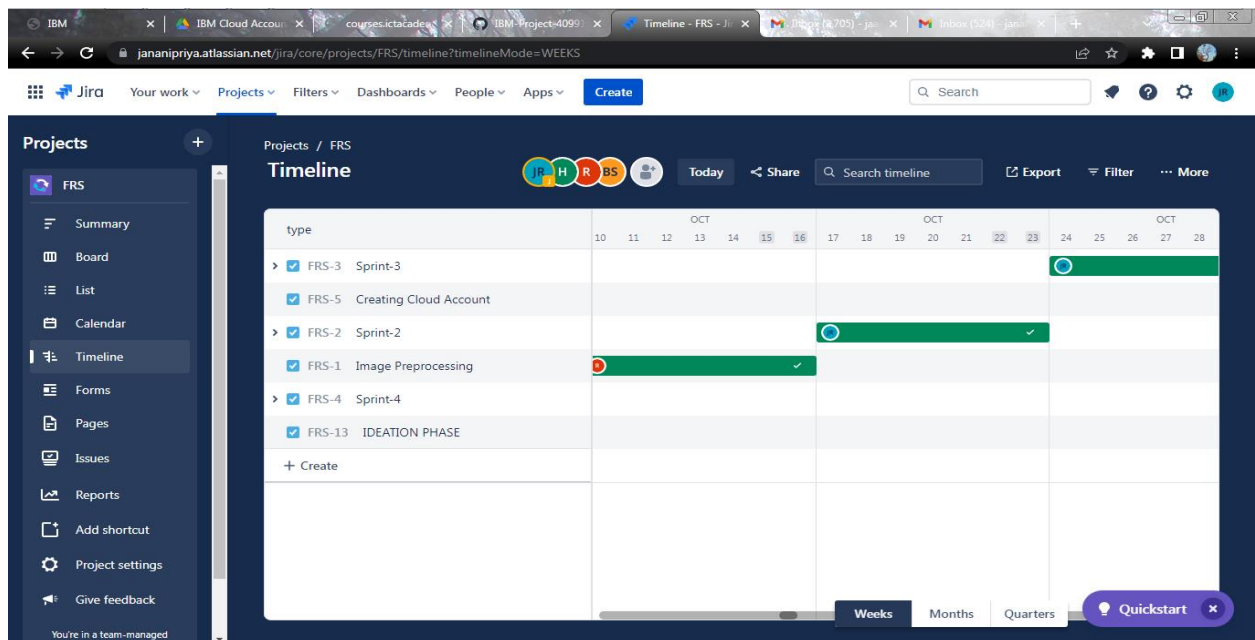 IBM
IBM Cloud Accoun
courses.ictacade
IBM-Project-4099
Timeline - FRS - Ji
Inbox (2,705) - jan
Inbox (524) - janan
jananipriya.atlassian.net/jira/core/projects/FRS/timeline?timelineMode=WEEKS
Jira Your work Projects Filters Dashboards People Apps Create Search JR
Projects
FRS
Summary
Board
List
Calendar
Timeline
Forms
Pages
Issues
Reports
Add shortcut
Project settings
Give feedback
You're in a team-managed
Projects / FRS
Timeline
JR H R BS Today Share Search timeline Export Filter ··· More
type
OCT OCT OCT
10 11 12 13 14 15 16 17 18 19 20 21 22 23 24 25 26 27 28
FRS-3 Sprint-3
FRS-5 Creating Cloud Account
FRS-2 Sprint-2
FRS-1 Image Preprocessing R
FRS-4 Sprint-4
FRS-13 IDEATION PHASE
+ Create
Weeks Months Quarters
Quickstart